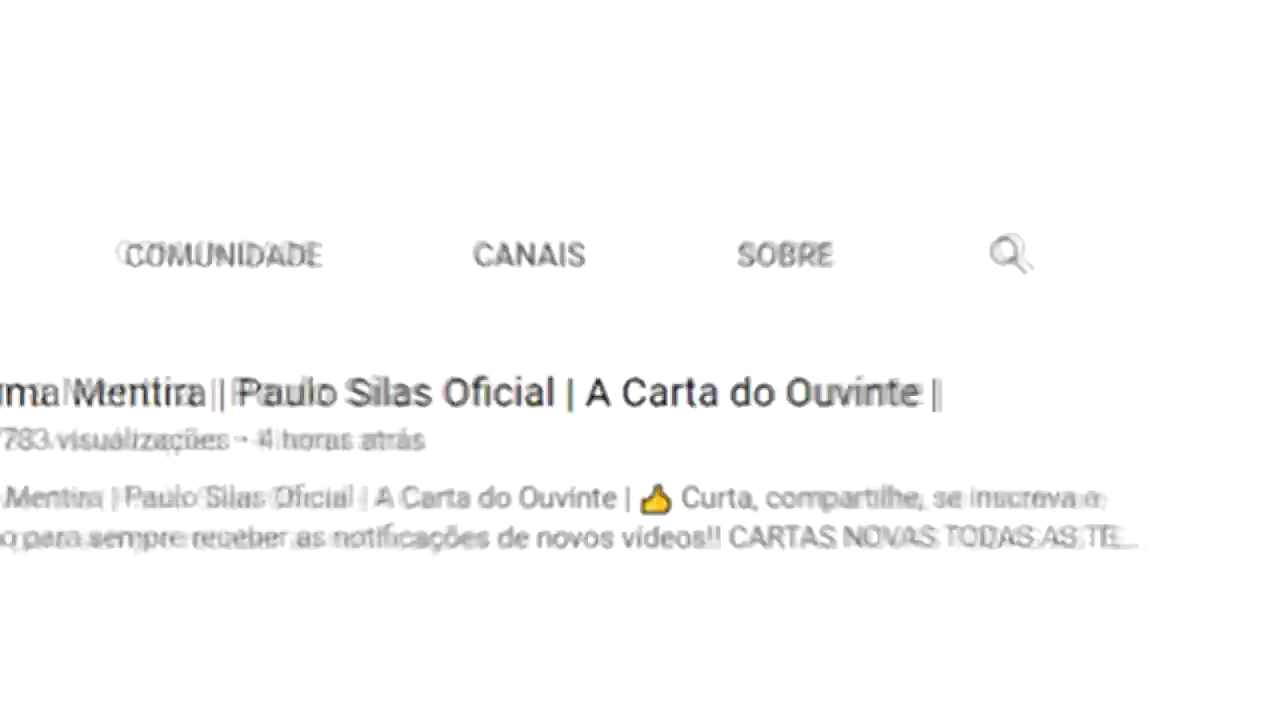 COMUNIDADE CANAIS SOBRE
ma Mentira | Paulo Silas Oficial | A Carta do Ouvinte |
783 visualizações • 4 horas atrás
Mentira | Paulo Silas Oficial | A Carta do Ouvinte | 👍 Curta, compartilhe, se inscreva e
o para sempre receber as notificações de novos vídeos!! CARTAS NOVAS TODAS AS TE...